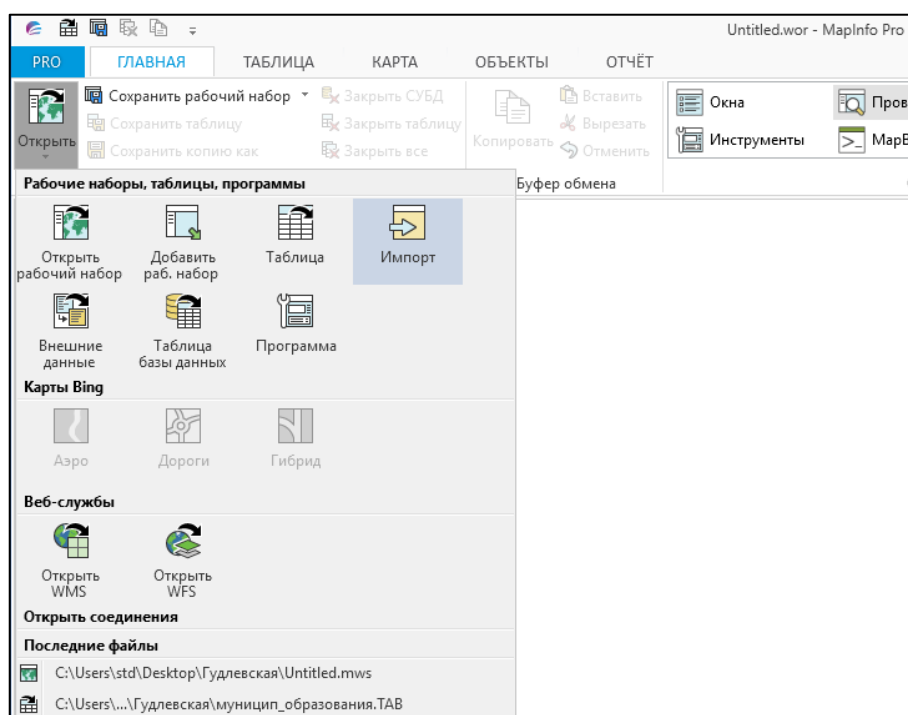 Untitled.wor - MapInfo Pro
PRO ГЛАВНАЯ ТАБЛИЦА КАРТА ОБЪЕКТЫ ОТЧЁТ
Открыть
Сохранить рабочий набор
Сохранить таблицу
Сохранить копию как
Закрыть СУБД
Закрыть таблицу
Закрыть все
Копировать
Вставить
Вырезать
Отменить
Буфер обмена
Окна
Инструменты
Пров
MapB
Рабочие наборы, таблицы, программы
Открыть
рабочий набор
Добавить
раб. набор
Таблица
Импорт
Внешние
данные
Таблица
базы данных
Программа
Карты Bing
Аэро
Дороги
Гибрид
Веб-службы
Открыть
WMS
Открыть
WFS
Открыть соединения
Последние файлы
C:\Users\std\Desktop\Гудлевская\Untitled.mws
C:\Users\...\Гудлевская\муницип_образования.TAB